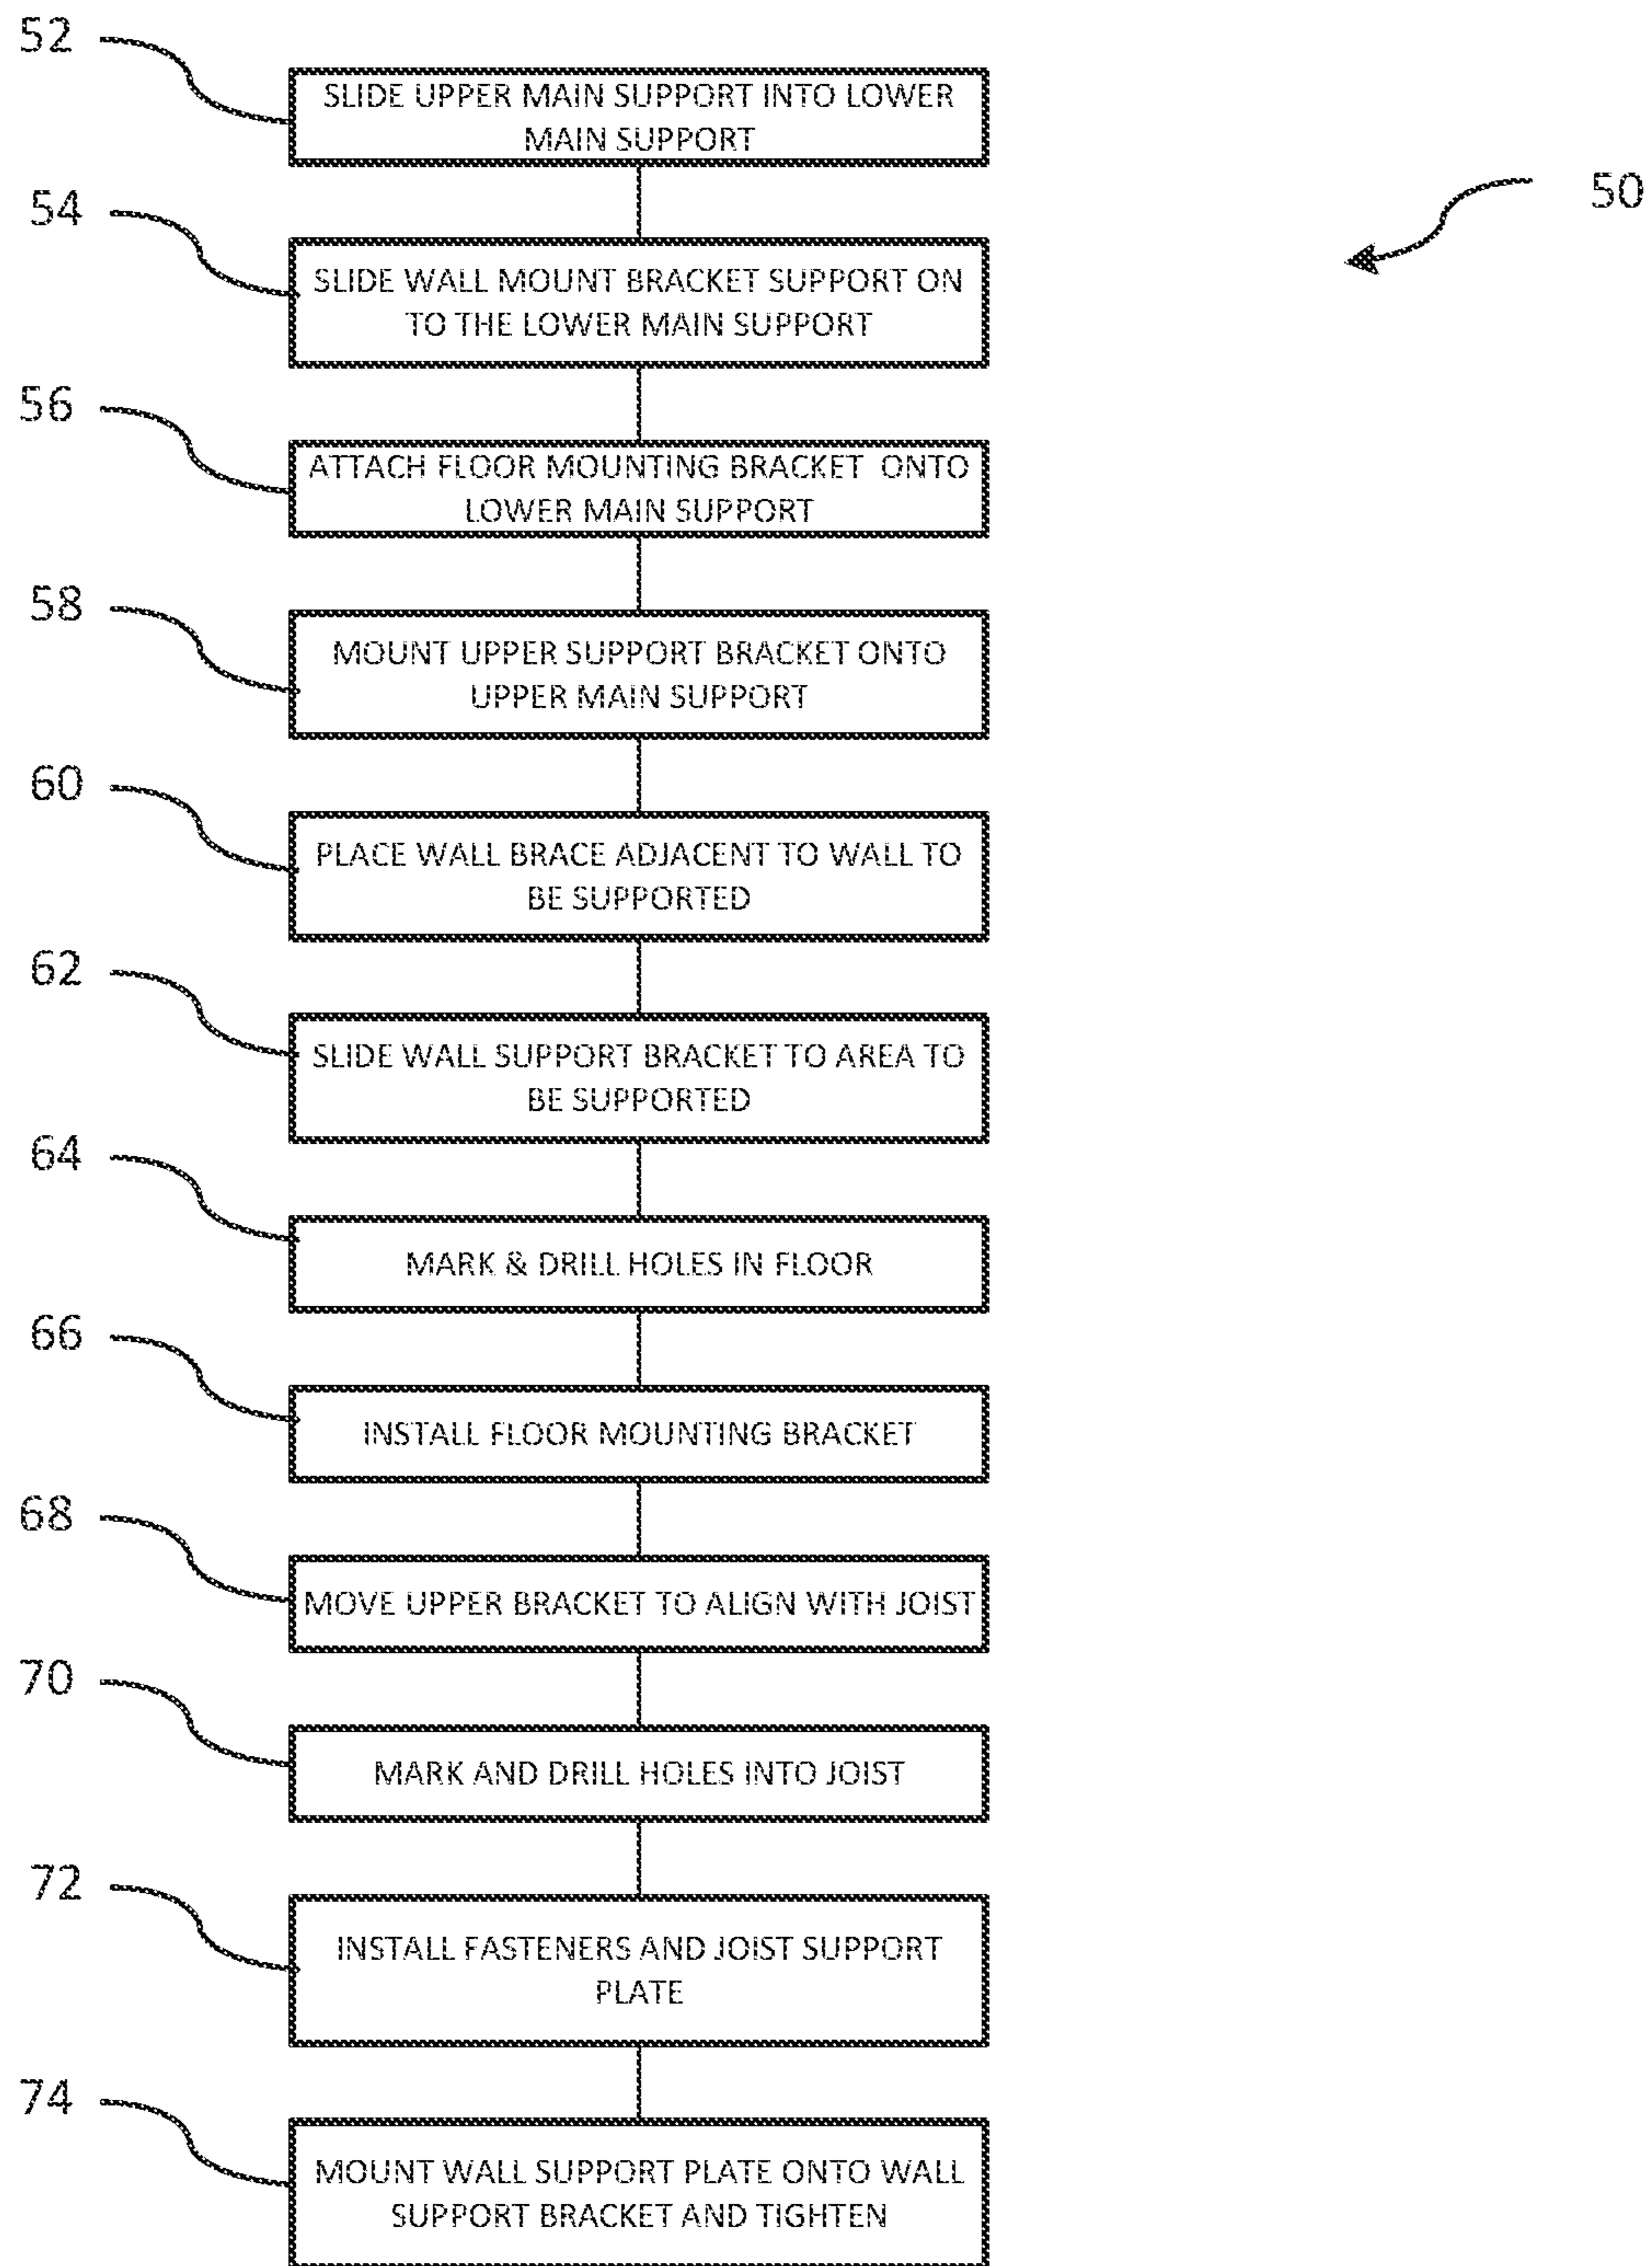 52
SLIDE UPPER MAIN SUPPORT INTO LOWER
MAIN SUPPORT
50
54
SLIDE WALL MOUNT BRACKET SUPPORT ON
TO THE LOWER MAIN SUPPORT
56
ATTACH FLOOR MOUNTING BRACKET ONTO
LOWER MAIN SUPPORT
58
MOUNT UPPER SUPPORT BRACKET ONTO
UPPER MAIN SUPPORT
60
PLACE WALL BRACE ADJACENT TO WALL TO
BE SUPPORTED
62
SLIDE WALL SUPPORT BRACKET TO AREA TO
BE SUPPORTED
64
MARK & DRILL HOLES IN FLOOR
66
INSTALL FLOOR MOUNTING BRACKET
68
MOVE UPPER BRACKET TO ALIGN WITH JOIST
70
MARK AND DRILL HOLES INTO JOIST
72
INSTALL FASTENERS AND JOIST SUPPORT
PLATE
74
MOUNT WALL SUPPORT PLATE ONTO WALL
SUPPORT BRACKET AND TIGHTEN